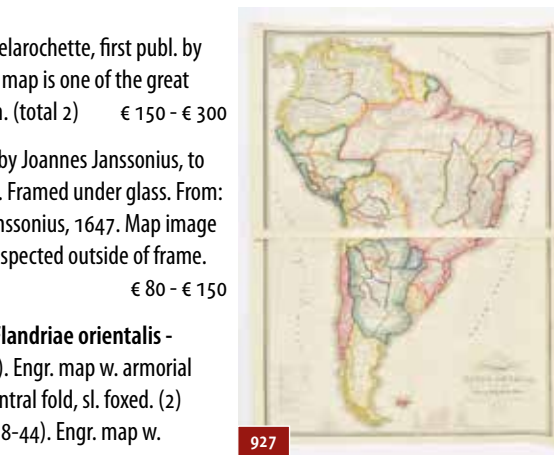 elarochette, first publ. by
map is one of the great
n. (total 2) € 150 - € 300
by Joannes Janssonius, to
. Framed under glass. From:
nssonius, 1647. Map image
spected outside of frame.
€ 80 - € 150
landriae orientalis -
). Engr. map w. armorial
ntral fold, sl. foxed. (2)
8-44). Engr. map w.
927